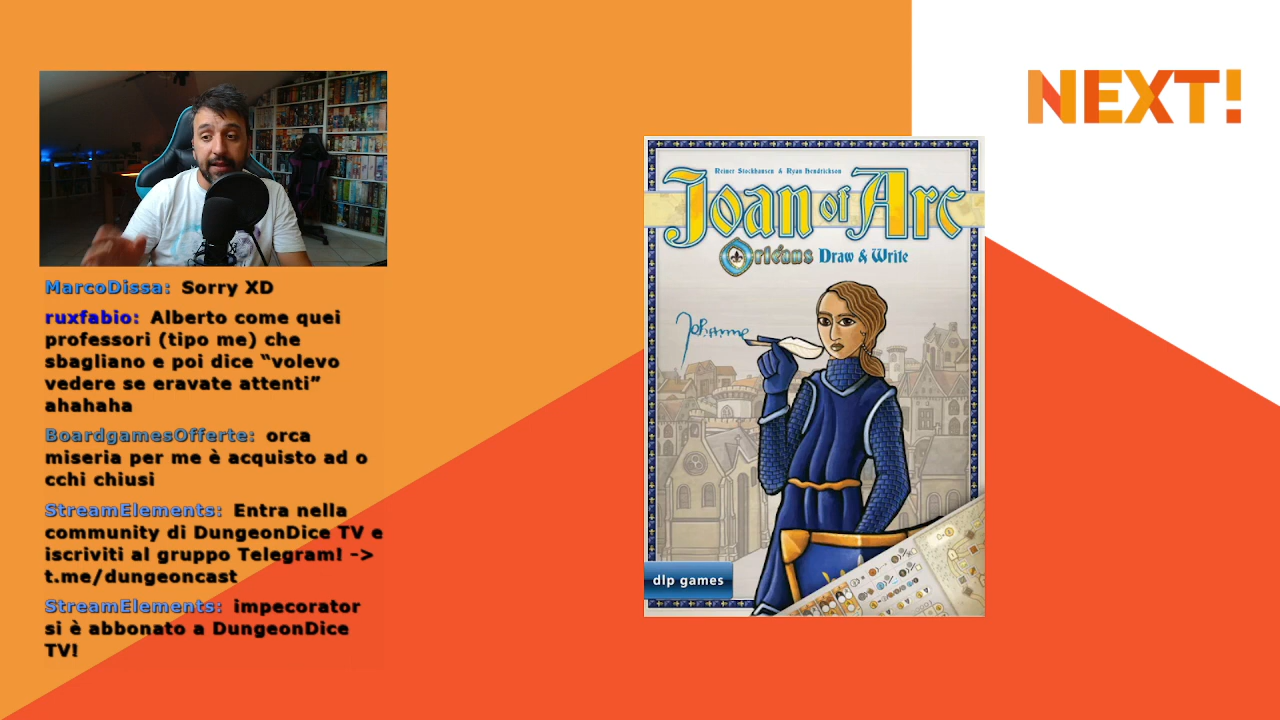 NEXT!
MarcoDissa: Sorry XD
ruxfabio: Alberto come quei
professori (tipo me) che
sbagliano e poi dice “volevo
vedere se eravate attenti”
ahahaha
BoardgamesOfferte: orca
miseria per me è acquisto ad o
cchi chiusi
StreamElements: Entra nella
community di DungeonDice TV e
iscriviti al gruppo Telegram! ->
t.me/dungeoncast
StreamElements: impecorator
si è abbonato a DungeonDice
TV!
Reiner Stockhausen & Ryan Hendrickson
Joan of Arc
Orléans Draw & Write
Jehanne
dlp games